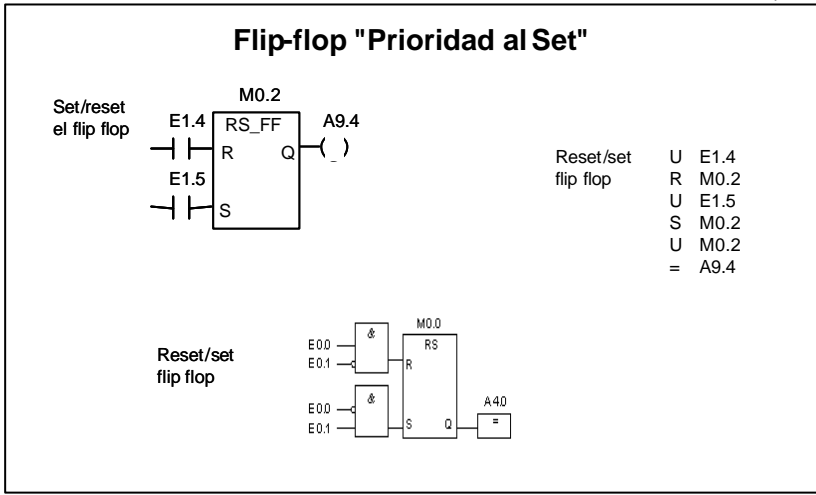 Flip-flop "Prioridad al Set"
Set/reset
el flip flop
M0.2
E1.4
RS_FF
A9.4
R
Q
( )
E1.5
S
Reset/set
flip flop
U E1.4
R M0.2
U E1.5
S M0.2
U M0.2
= A9.4
Reset/set
flip flop
M0.0
&
RS
E0.0
E0.1
R
&
E0.0
E0.1
S
Q
A4.0
=